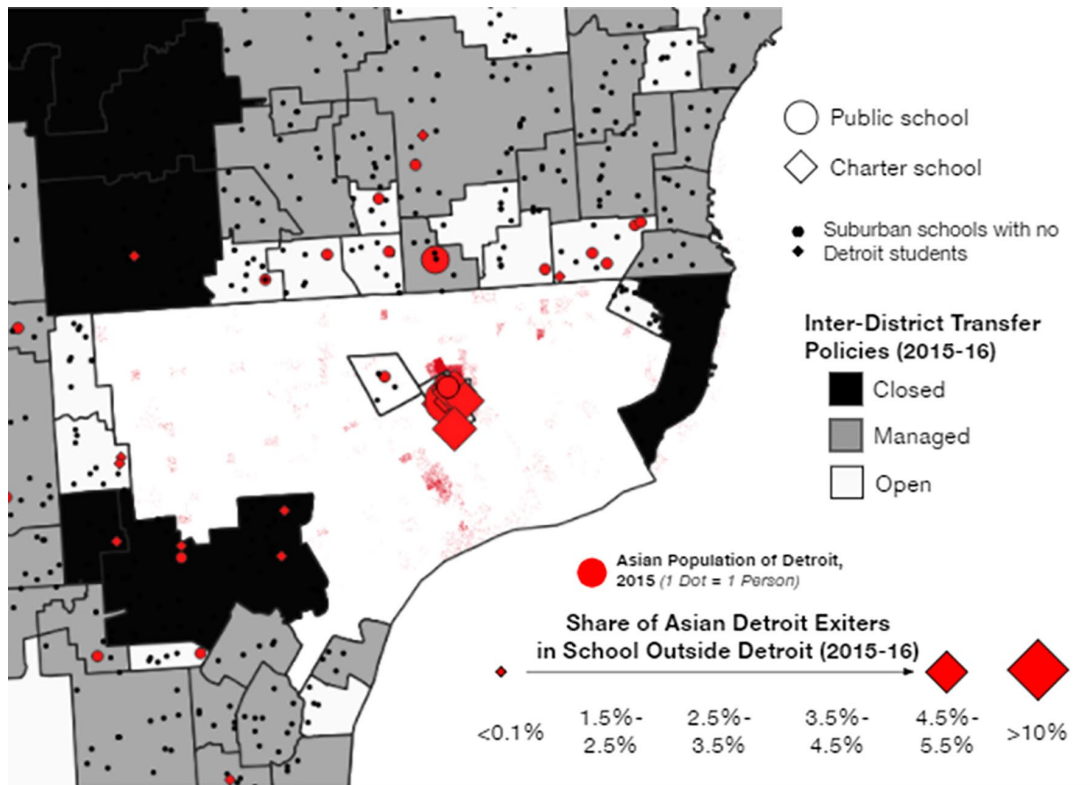 Public school
Charter school
Suburban schools with no
Detroit students
Inter-District Transfer
Policies (2015-16)
Closed
Managed
Open
Asian Population of Detroit,
2015 (1 Dot = 1 Person)
Share of Asian Detroit Exiters
in School Outside Detroit (2015-16)
<0.1%
1.5%-
2.5%
2.5%-
3.5%
3.5%-
4.5%
4.5%-
5.5%
>10%